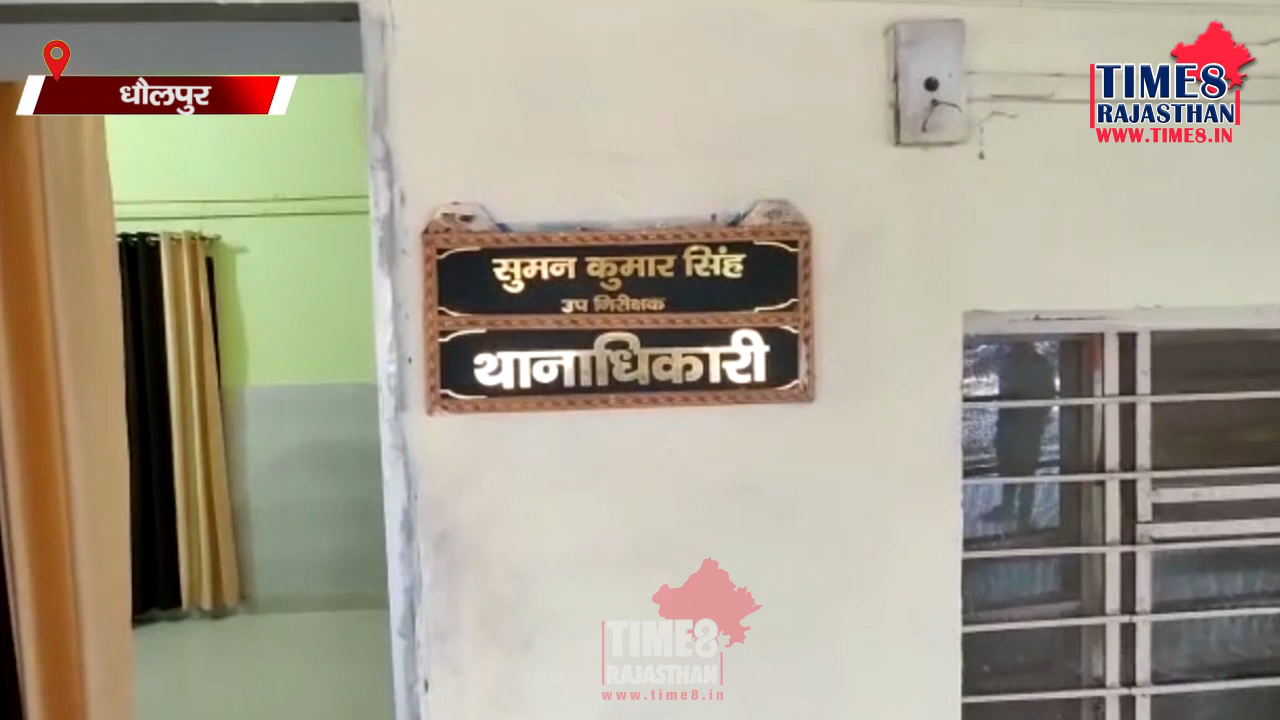 धौलपुर
TIME8
RAJASTHAN
WWW.TIME8.IN
सुमन कुमार सिंह
उप निरीक्षक
थानाधिकारी
TIME8
RAJASTHAN
www.time8.in